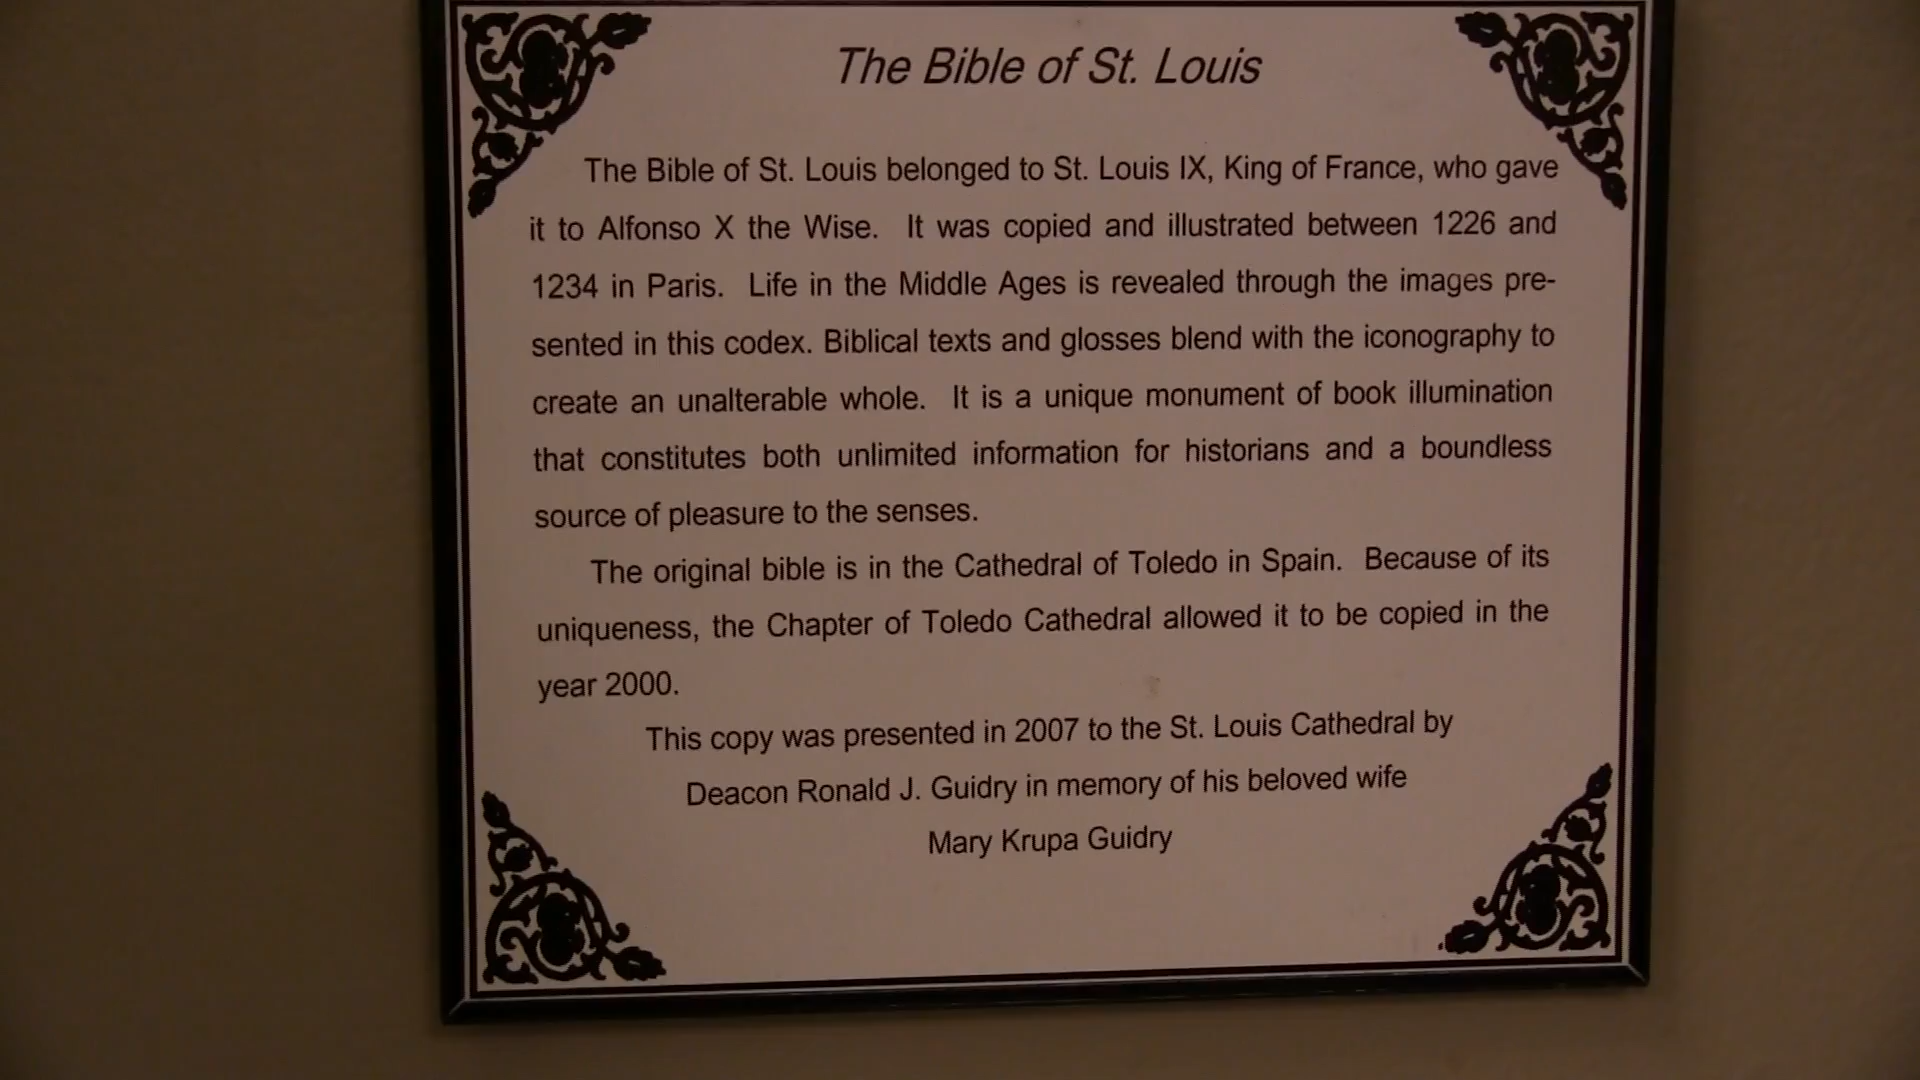 The Bible of St. Louis
The Bible of St. Louis belonged to St. Louis IX, King of France, who gave
it to Alfonso X the Wise. It was copied and illustrated between 1226 and
1234 in Paris. Life in the Middle Ages is revealed through the images pre-
sented in this codex. Biblical texts and glosses blend with the iconography to
create an unalterable whole. It is a unique monument of book illumination
that constitutes both unlimited information for historians and a boundless
source of pleasure to the senses.
The original bible is in the Cathedral of Toledo in Spain. Because of its
uniqueness, the Chapter of Toledo Cathedral allowed it to be copied in the
year 2000.
This copy was presented in 2007 to the St. Louis Cathedral by
Deacon Ronald J. Guidry in memory of his beloved wife
Mary Krupa Guidry